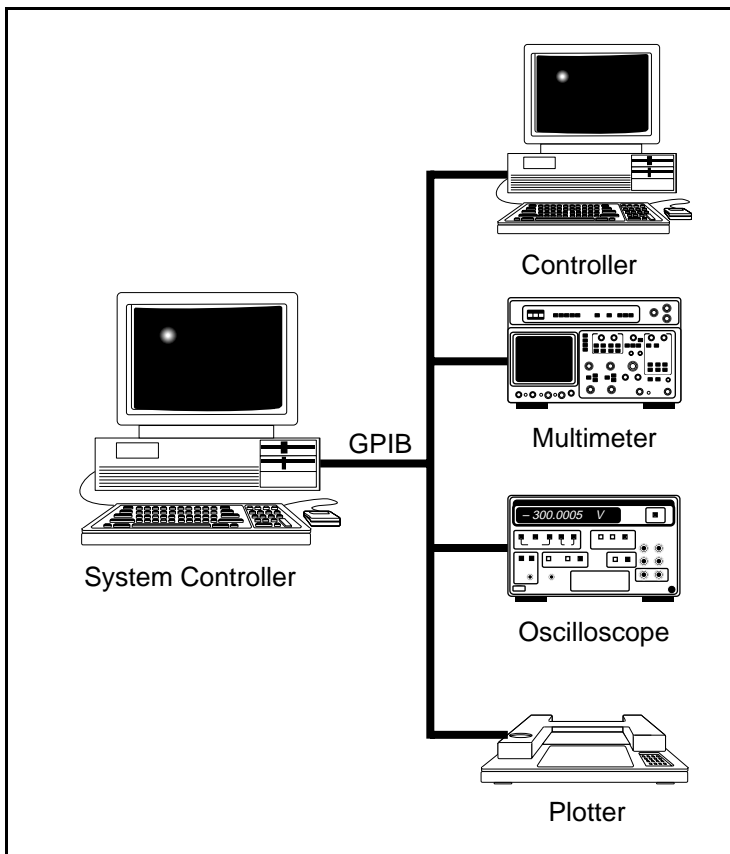 Controller
Multimeter
GPIB
System Controller
– 300.0005 V
Oscilloscope
Plotter